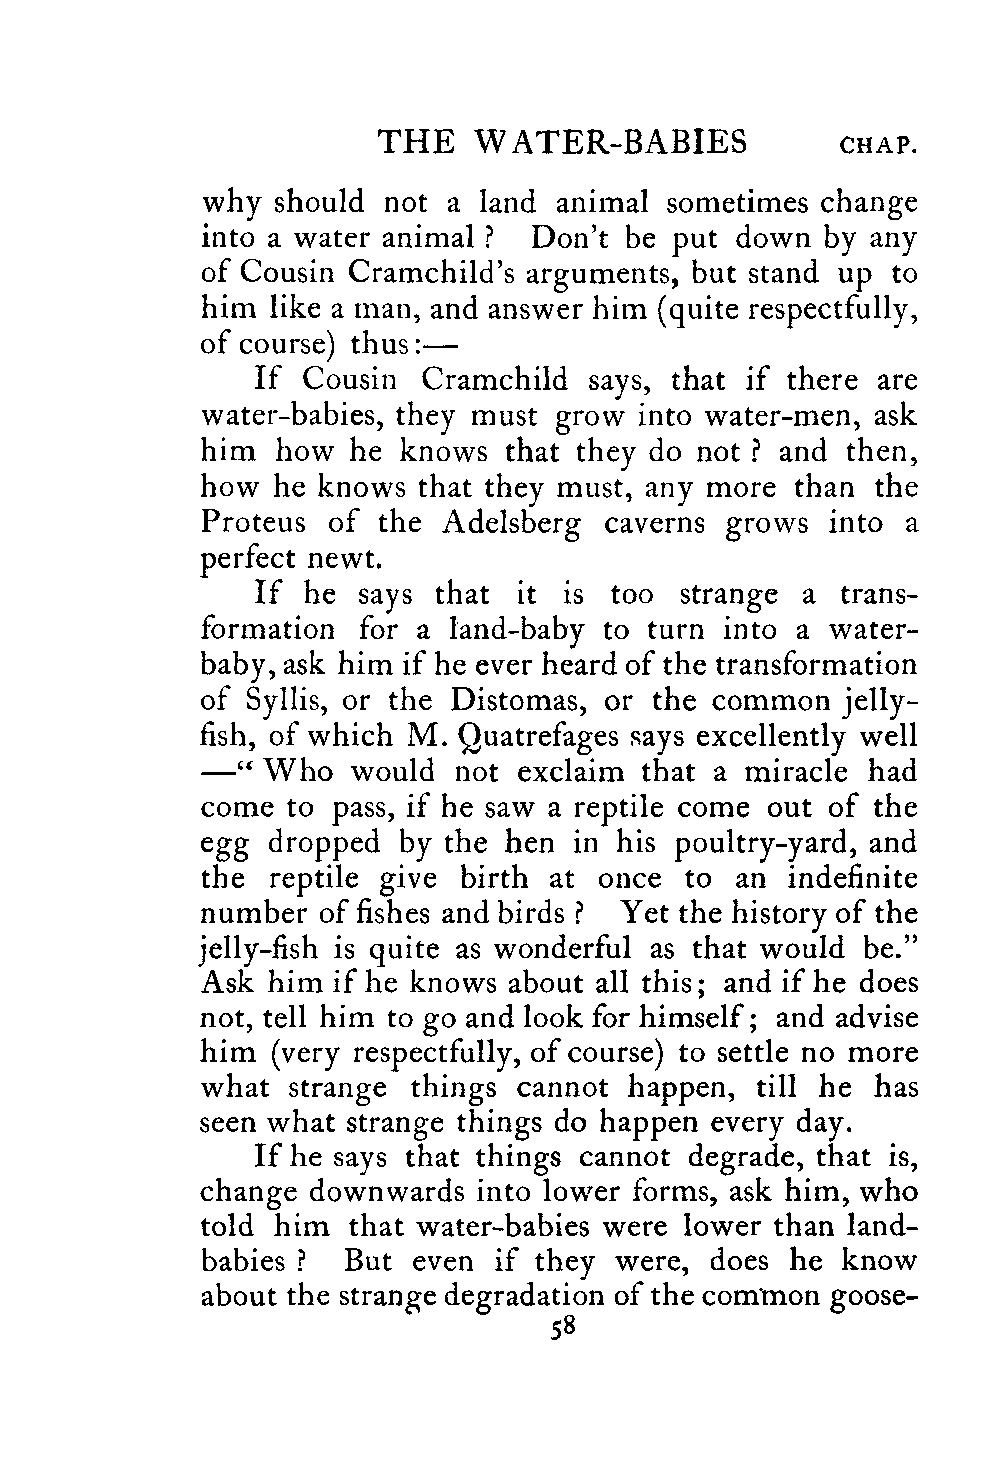 THE WATER-BABIES CHAP.
why should not a land animal sometimes change
into a water animal? Don't be put down by any
of Cousin Cramchild's arguments, but stand up to
him like a man, and answer him (quite respectfully,
of course) thus:—
If Cousin Cramchild says, that if there are
water-babies, they must grow into water-men, ask
him how he knows that they do not? and then,
how he knows that they must, any more than the
Proteus of the Adelsberg caverns grows into a
perfect newt.
If he says that it is too strange a trans-
formation for a land-baby to turn into a water-
baby, ask him if he ever heard of the transformation
of Syllis, or the Distomas, or the common jelly-
fish, of which M. Quatrefages says excellently well
—“Who would not exclaim that a miracle had
come to pass, if he saw a reptile come out of the
egg dropped by the hen in his poultry-yard, and
the reptile give birth at once to an indefinite
number of fishes and birds? Yet the history of the
jelly-fish is quite as wonderful as that would be.”
Ask him if he knows about all this; and if he does
not, tell him to go and look for himself; and advise
him (very respectfully, of course) to settle no more
what strange things cannot happen, till he has
seen what strange things do happen every day.
If he says that things cannot degrade, that is,
change downwards into lower forms, ask him, who
told him that water-babies were lower than land-
babies? But even if they were, does he know
about the strange degradation of the common goose-
58